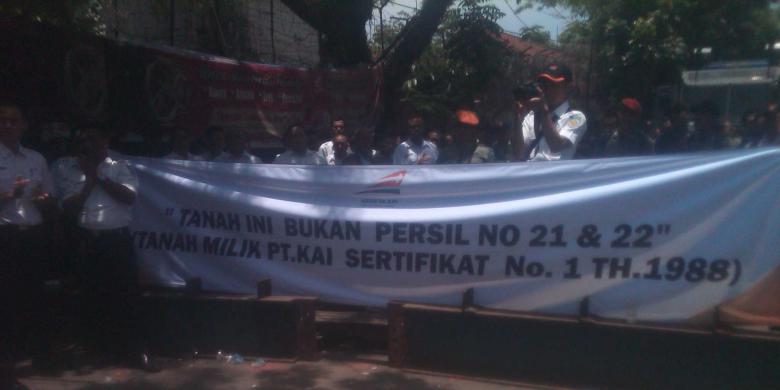 " TANAH INI BUKAN PERSIL NO 21 & 22"
(TANAH MILIK PT.KAI SERTIFIKAT No. 1 TH.1988)